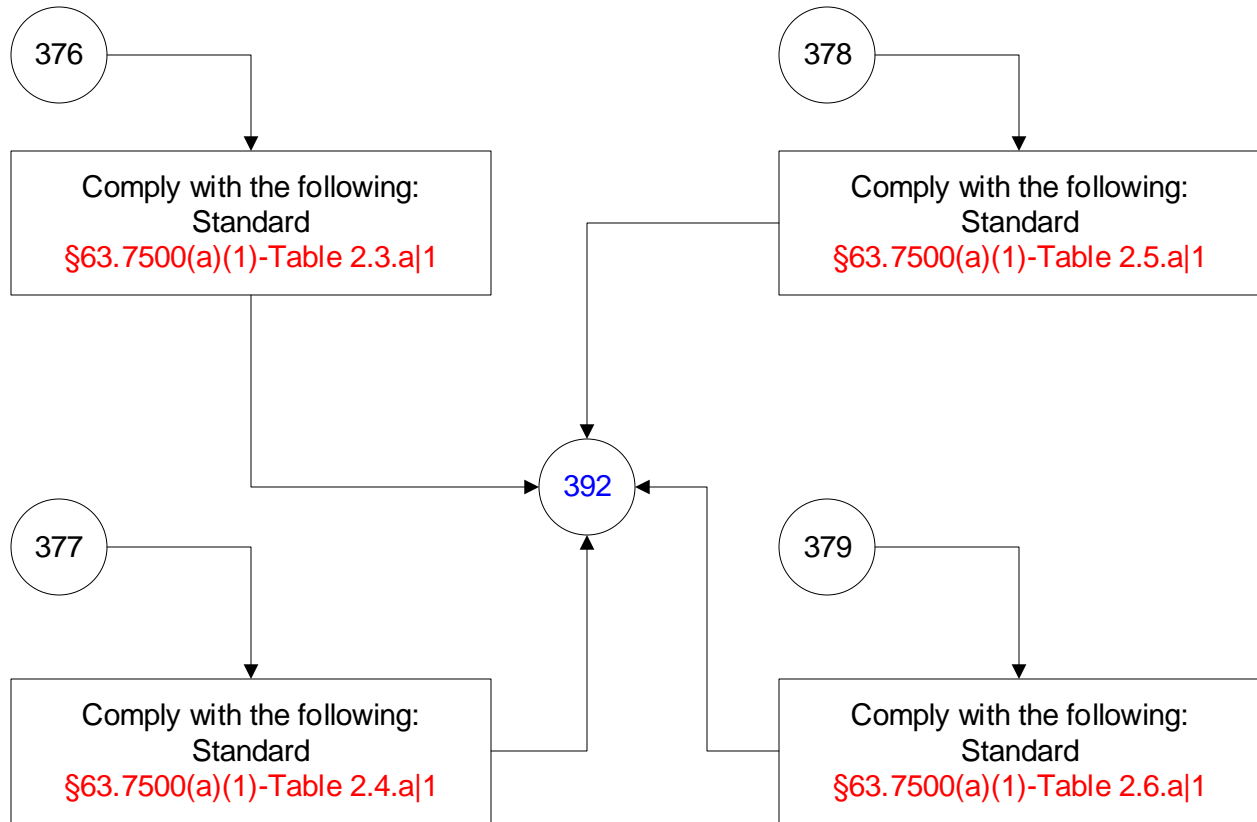 376
Comply with the following:
Standard
§63.7500(a)(1)-Table 2.3.a|1
378
Comply with the following:
Standard
§63.7500(a)(1)-Table 2.5.a|1
392
377
Comply with the following:
Standard
§63.7500(a)(1)-Table 2.4.a|1
379
Comply with the following:
Standard
§63.7500(a)(1)-Table 2.6.a|1